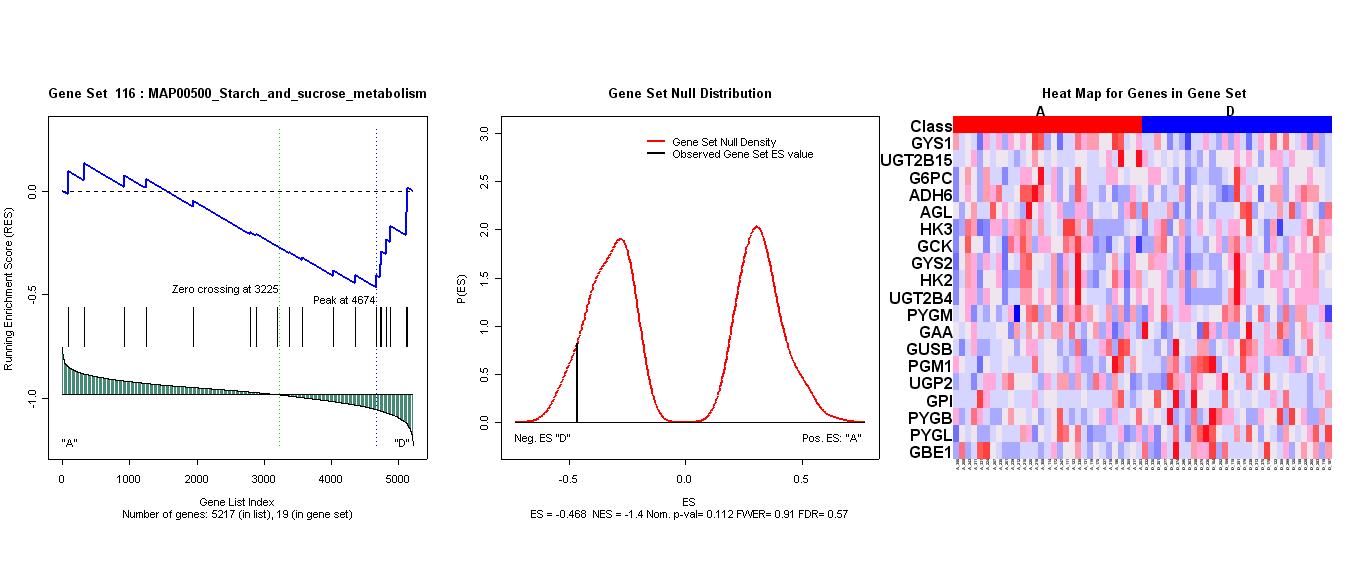 Gene Set 116 : MAP00500_Starch_and_sucrose_metabolism
Running Enrichment Score (RES)
0.0
-0.5
-1.0
Zero crossing at 3225
Peak at 4674
"A"
"D"
0
1000
2000
3000
4000
5000
Gene List Index
Number of genes: 5217 (in list), 19 (in gene set)
Gene Set Null Distribution
P(ES)
3.0
2.5
2.0
1.5
1.0
0.5
0.0
Gene Set Null Density
Observed Gene Set ES value
Neg. ES "D"
Pos. ES: "A"
-0.5
0.0
0.5
ES
ES = -0.468 NES = -1.4 Nom. p-val= 0.112 FWER= 0.91 FDR= 0.57
Heat Map for Genes in Gene Set
A
D
Class
GYS1
UGT2B15
G6PC
ADH6
AGL
HK3
GCK
GYS2
HK2
UGT2B4
PYGM
GAA
GUSB
PGM1
UGP2
GPI
PYGB
PYGL
GBE1